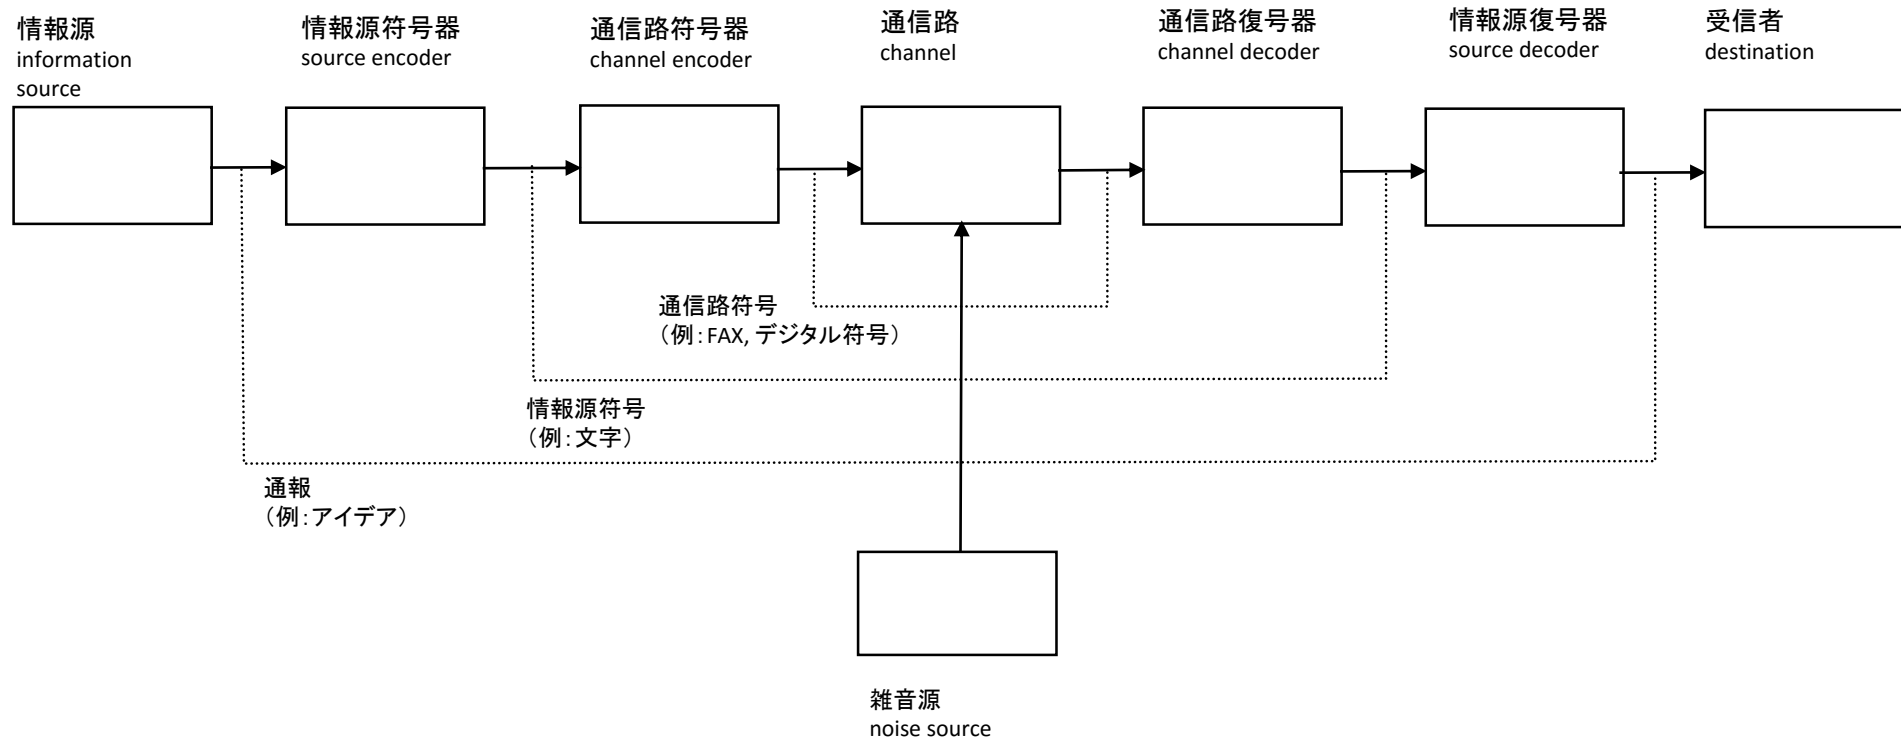 情報源
information
source
情報源符号器
source encoder
通信路符号器
channel encoder
通信路
channel
通信路復号器
channel decoder
情報源復号器
source decoder
受信者
destination
通信路符号
（例：FAX, デジタル符号）
情報源符号
（例：文字）
通報
（例：アイデア）
雑音源
noise source